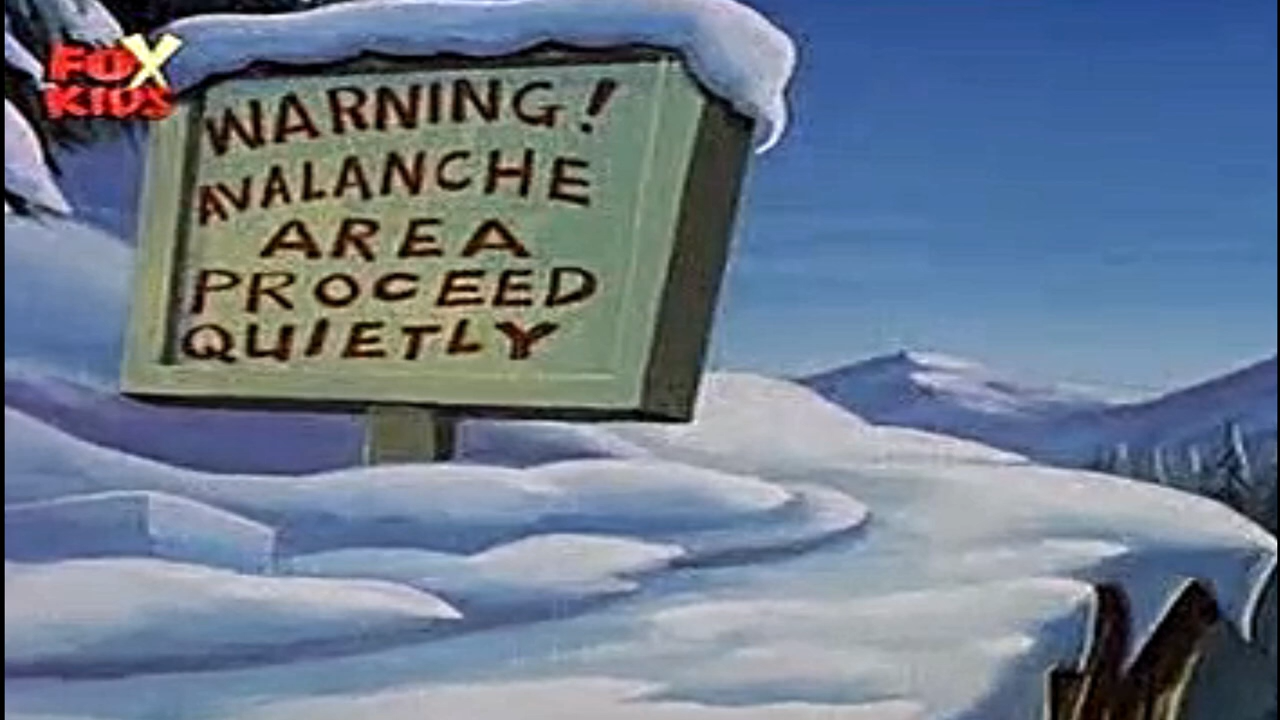 FOX
KIDS
WARNING!
AVALANCHE
AREA
PROCEED
QUIETLY